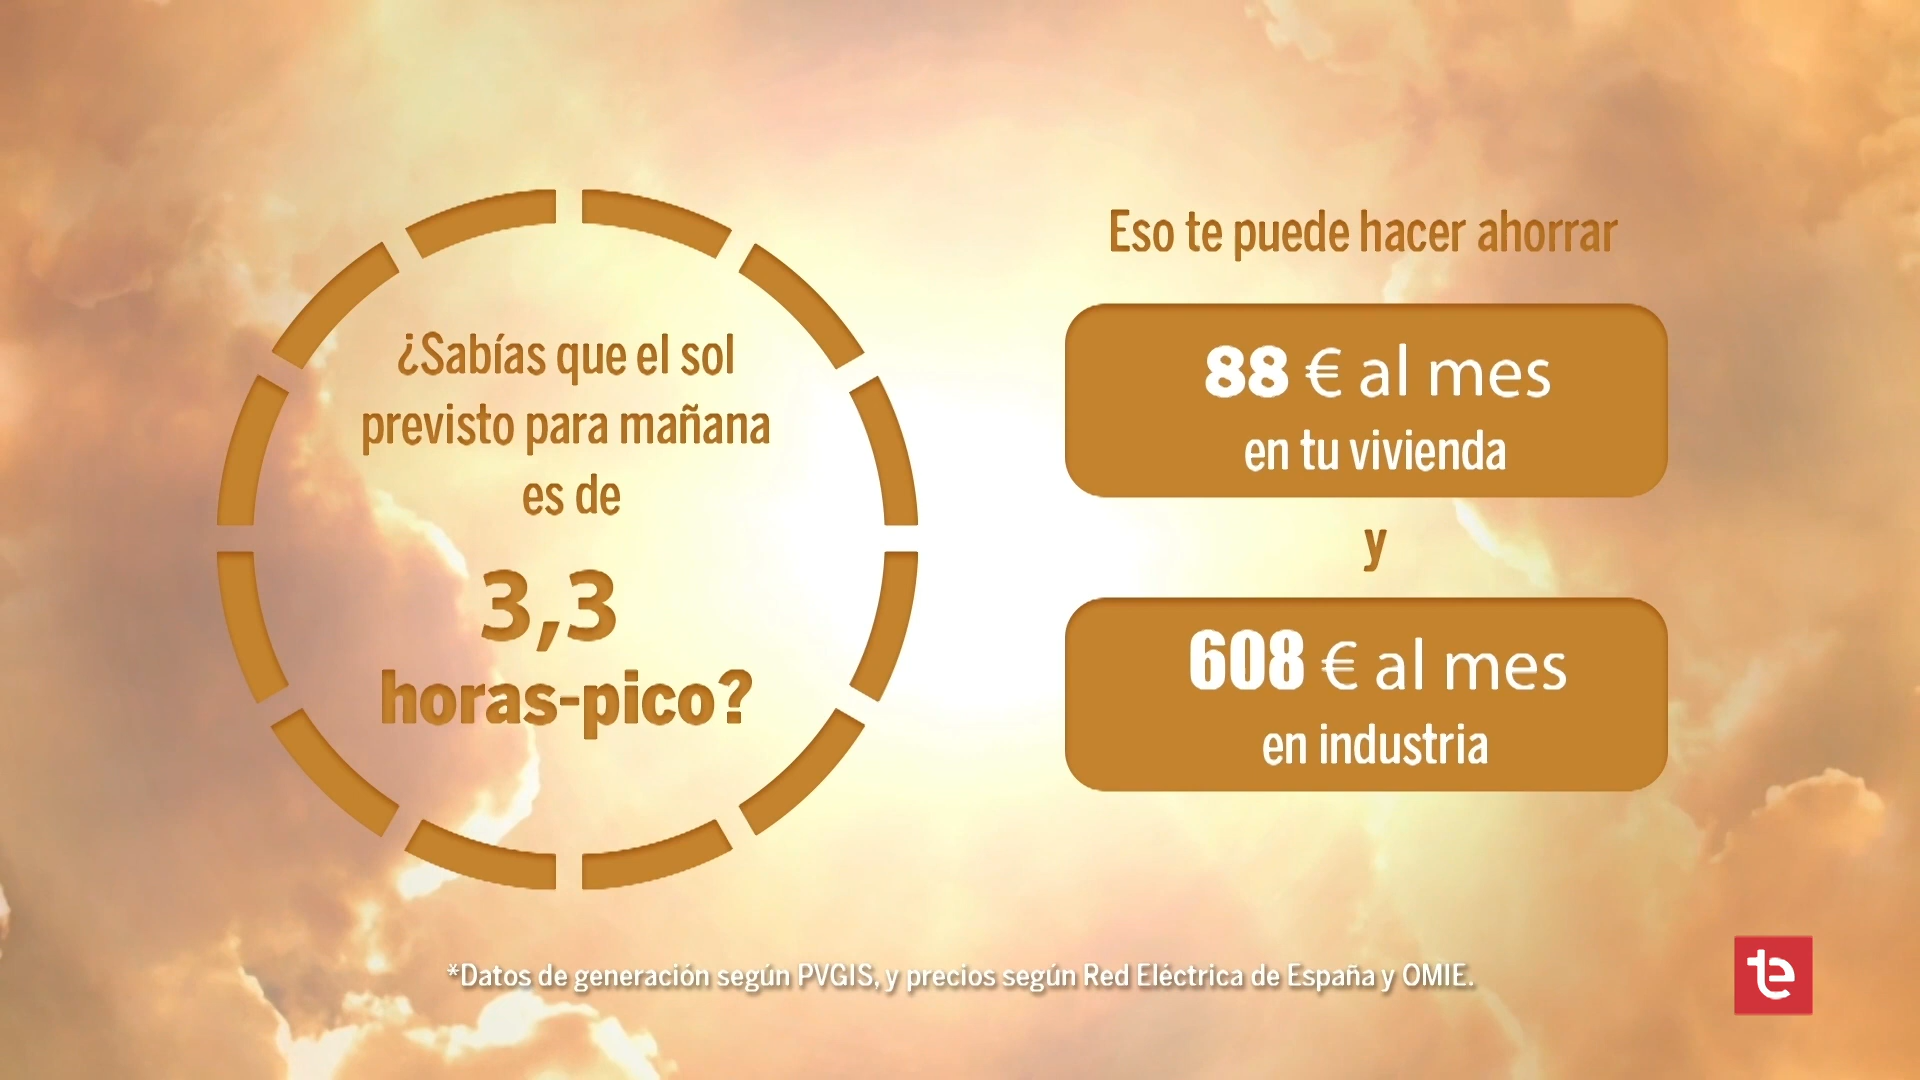 ¿Sabías que el sol
previsto para mañana
es de
3,3
horas-pico?
Eso te puede hacer ahorrar
88 € al mes
en tu vivienda
y
608 € al mes
en industria
*Datos de generación según PVGIS, y precios según Red Eléctrica de España y OMIE.
te